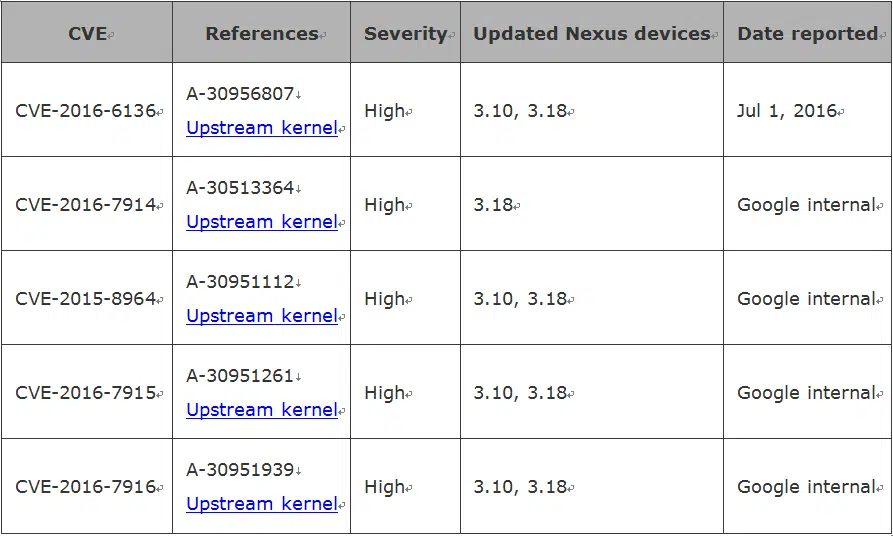 CVE References Severity Updated Nexus devices Date reported
A-30956807
CVE-2016-6136 High 3.10, 3.18 Jul 1, 2016
Upstream kernel
A-30513364
CVE-2016-7914 High 3.18 Google internal
Upstream kernel
A-30951112
CVE-2015-8964 High 3.10, 3.18 Google internal
Upstream kernel
A-30951261
CVE-2016-7915 High 3.10, 3.18 Google internal
Upstream kernel
A-30951939
CVE-2016-7916 High 3.10, 3.18 Google internal
Upstream kernel